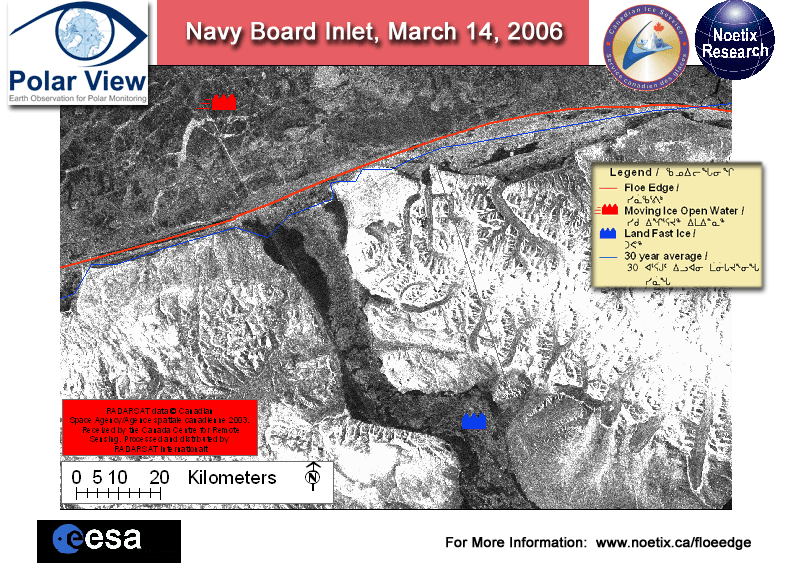 Navy Board Inlet, March 14, 2006
Polar View
Earth Observation for Polar Monitoring
Canadian Ice Service
Service canadien des glaces
Noetix
Research
Legend /
Floe Edge /
Moving Ice Open Water /
Land Fast Ice /
30 year average /
30
RADARSAT data © Canadian
Space Agency/Agence spatiale canadienne 2003.
Received by the Canada Centre for Remote
Sensing. Processed and distributed by
RADARSAT International
0 5 10 20 Kilometers
N
esa
For More Information: www.noetix.ca/floeedge